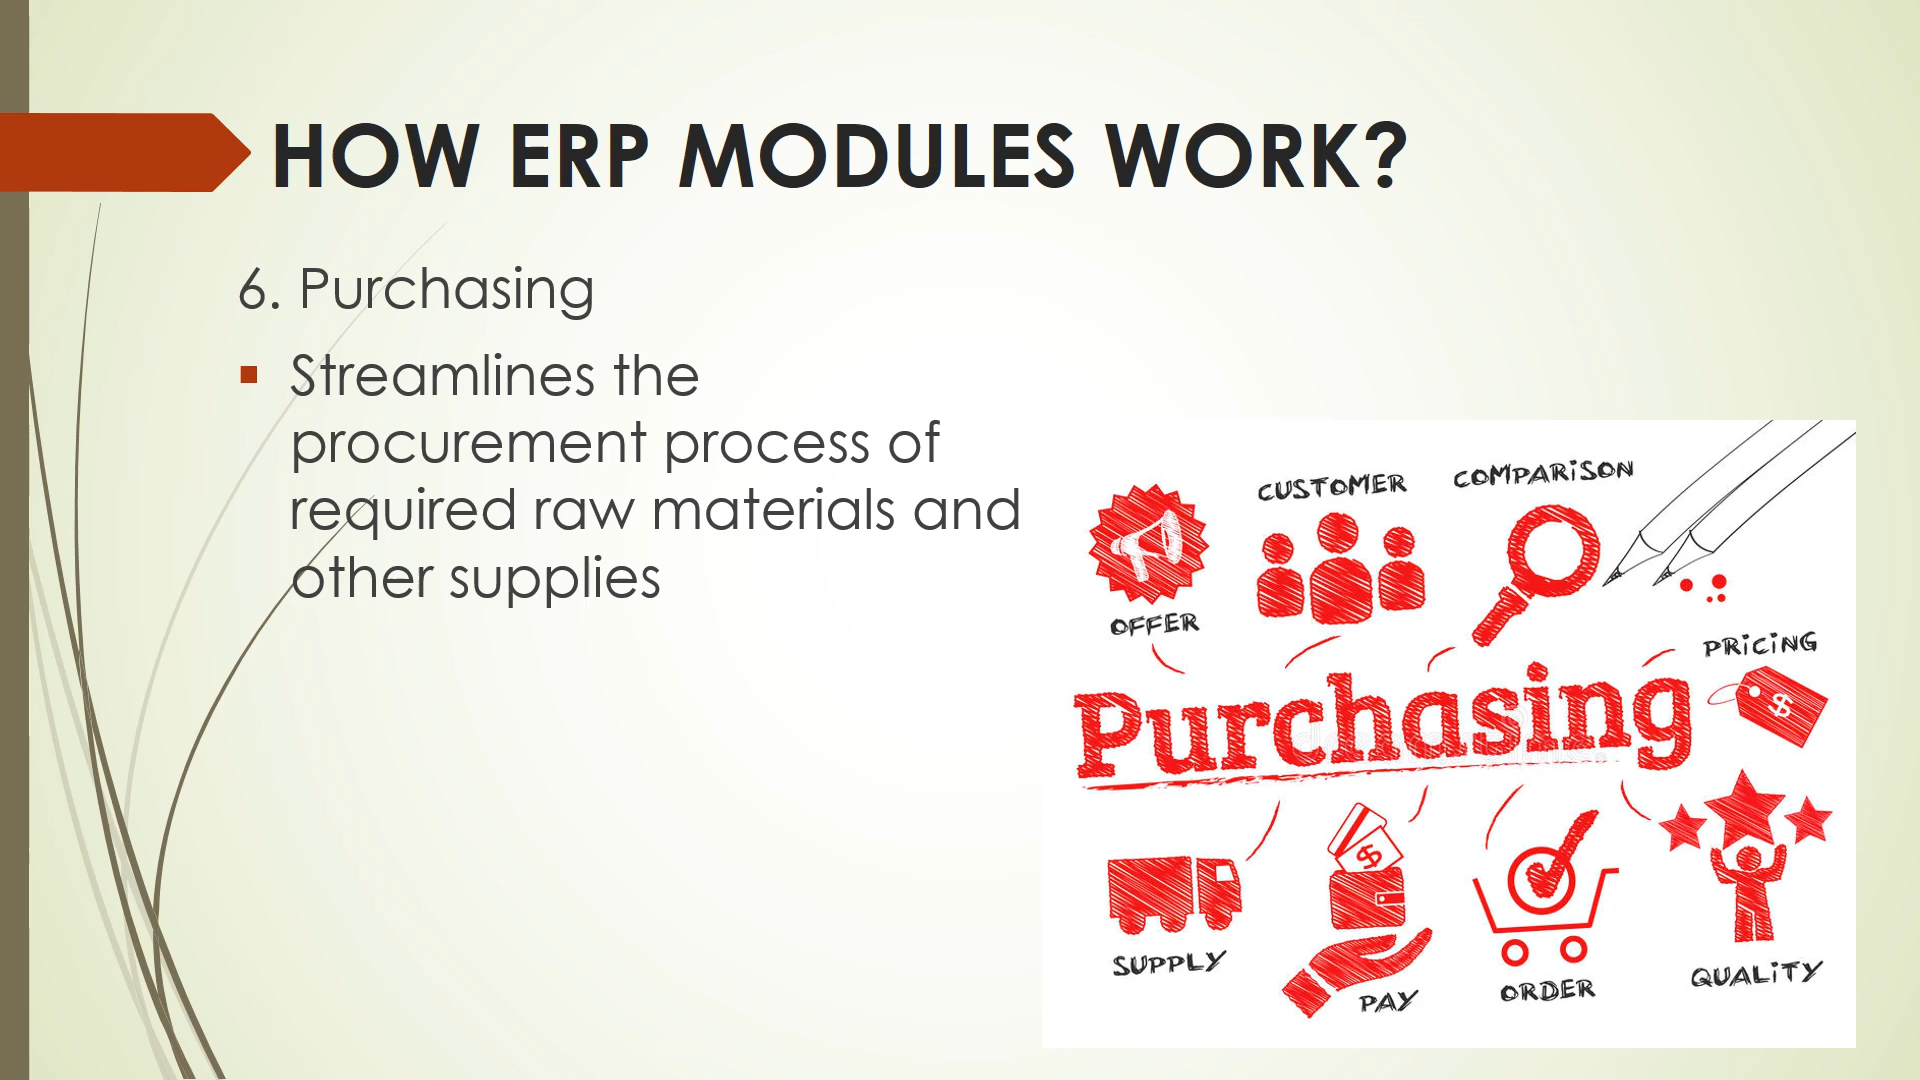 HOW ERP MODULES WORK?
6. Purchasing
Streamlines the
procurement process of
required raw materials and
other supplies
OFFER
CUSTOMER
COMPARiSON
PRiCiNG
$
Purchasing
$
SUPPLY
PAY
ORDER
QUALiTY